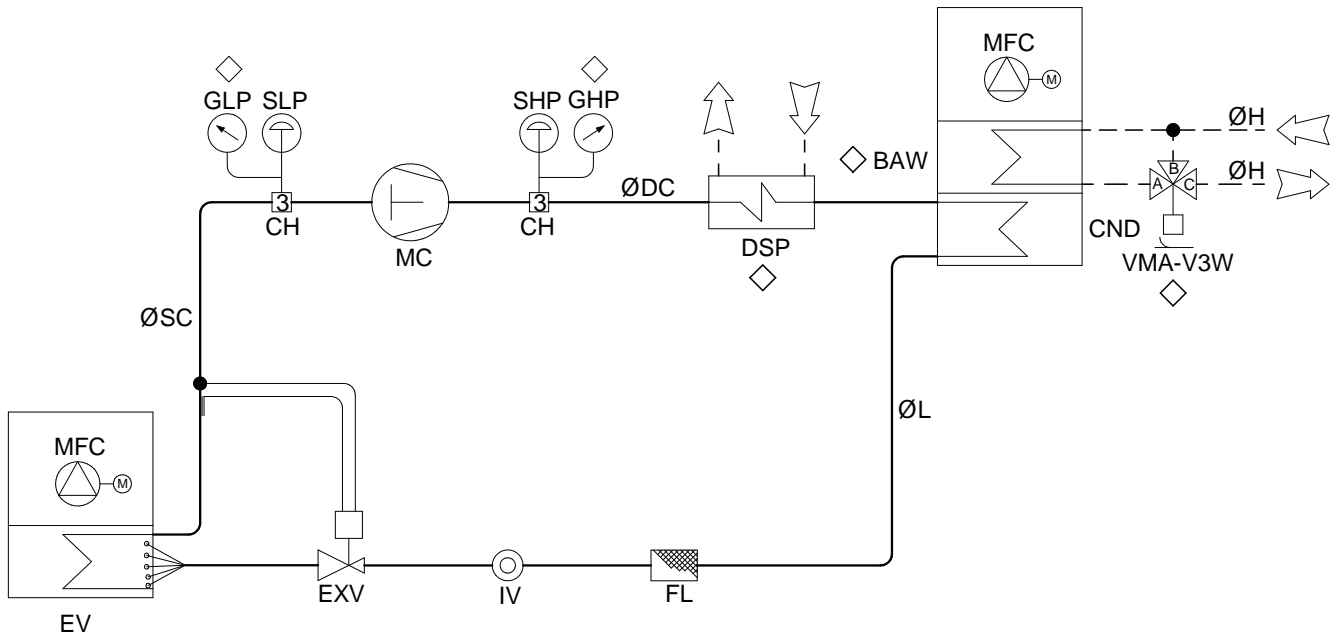 MFC
M
GLP SLP
SHP GHP
ØH
BAW
B
A C
ØH
ØDC
3
3
CH
MC
CH
DSP
CND
VMA-V3W
ØSC
ØL
MFC
M
EXV
IV
FL
EV